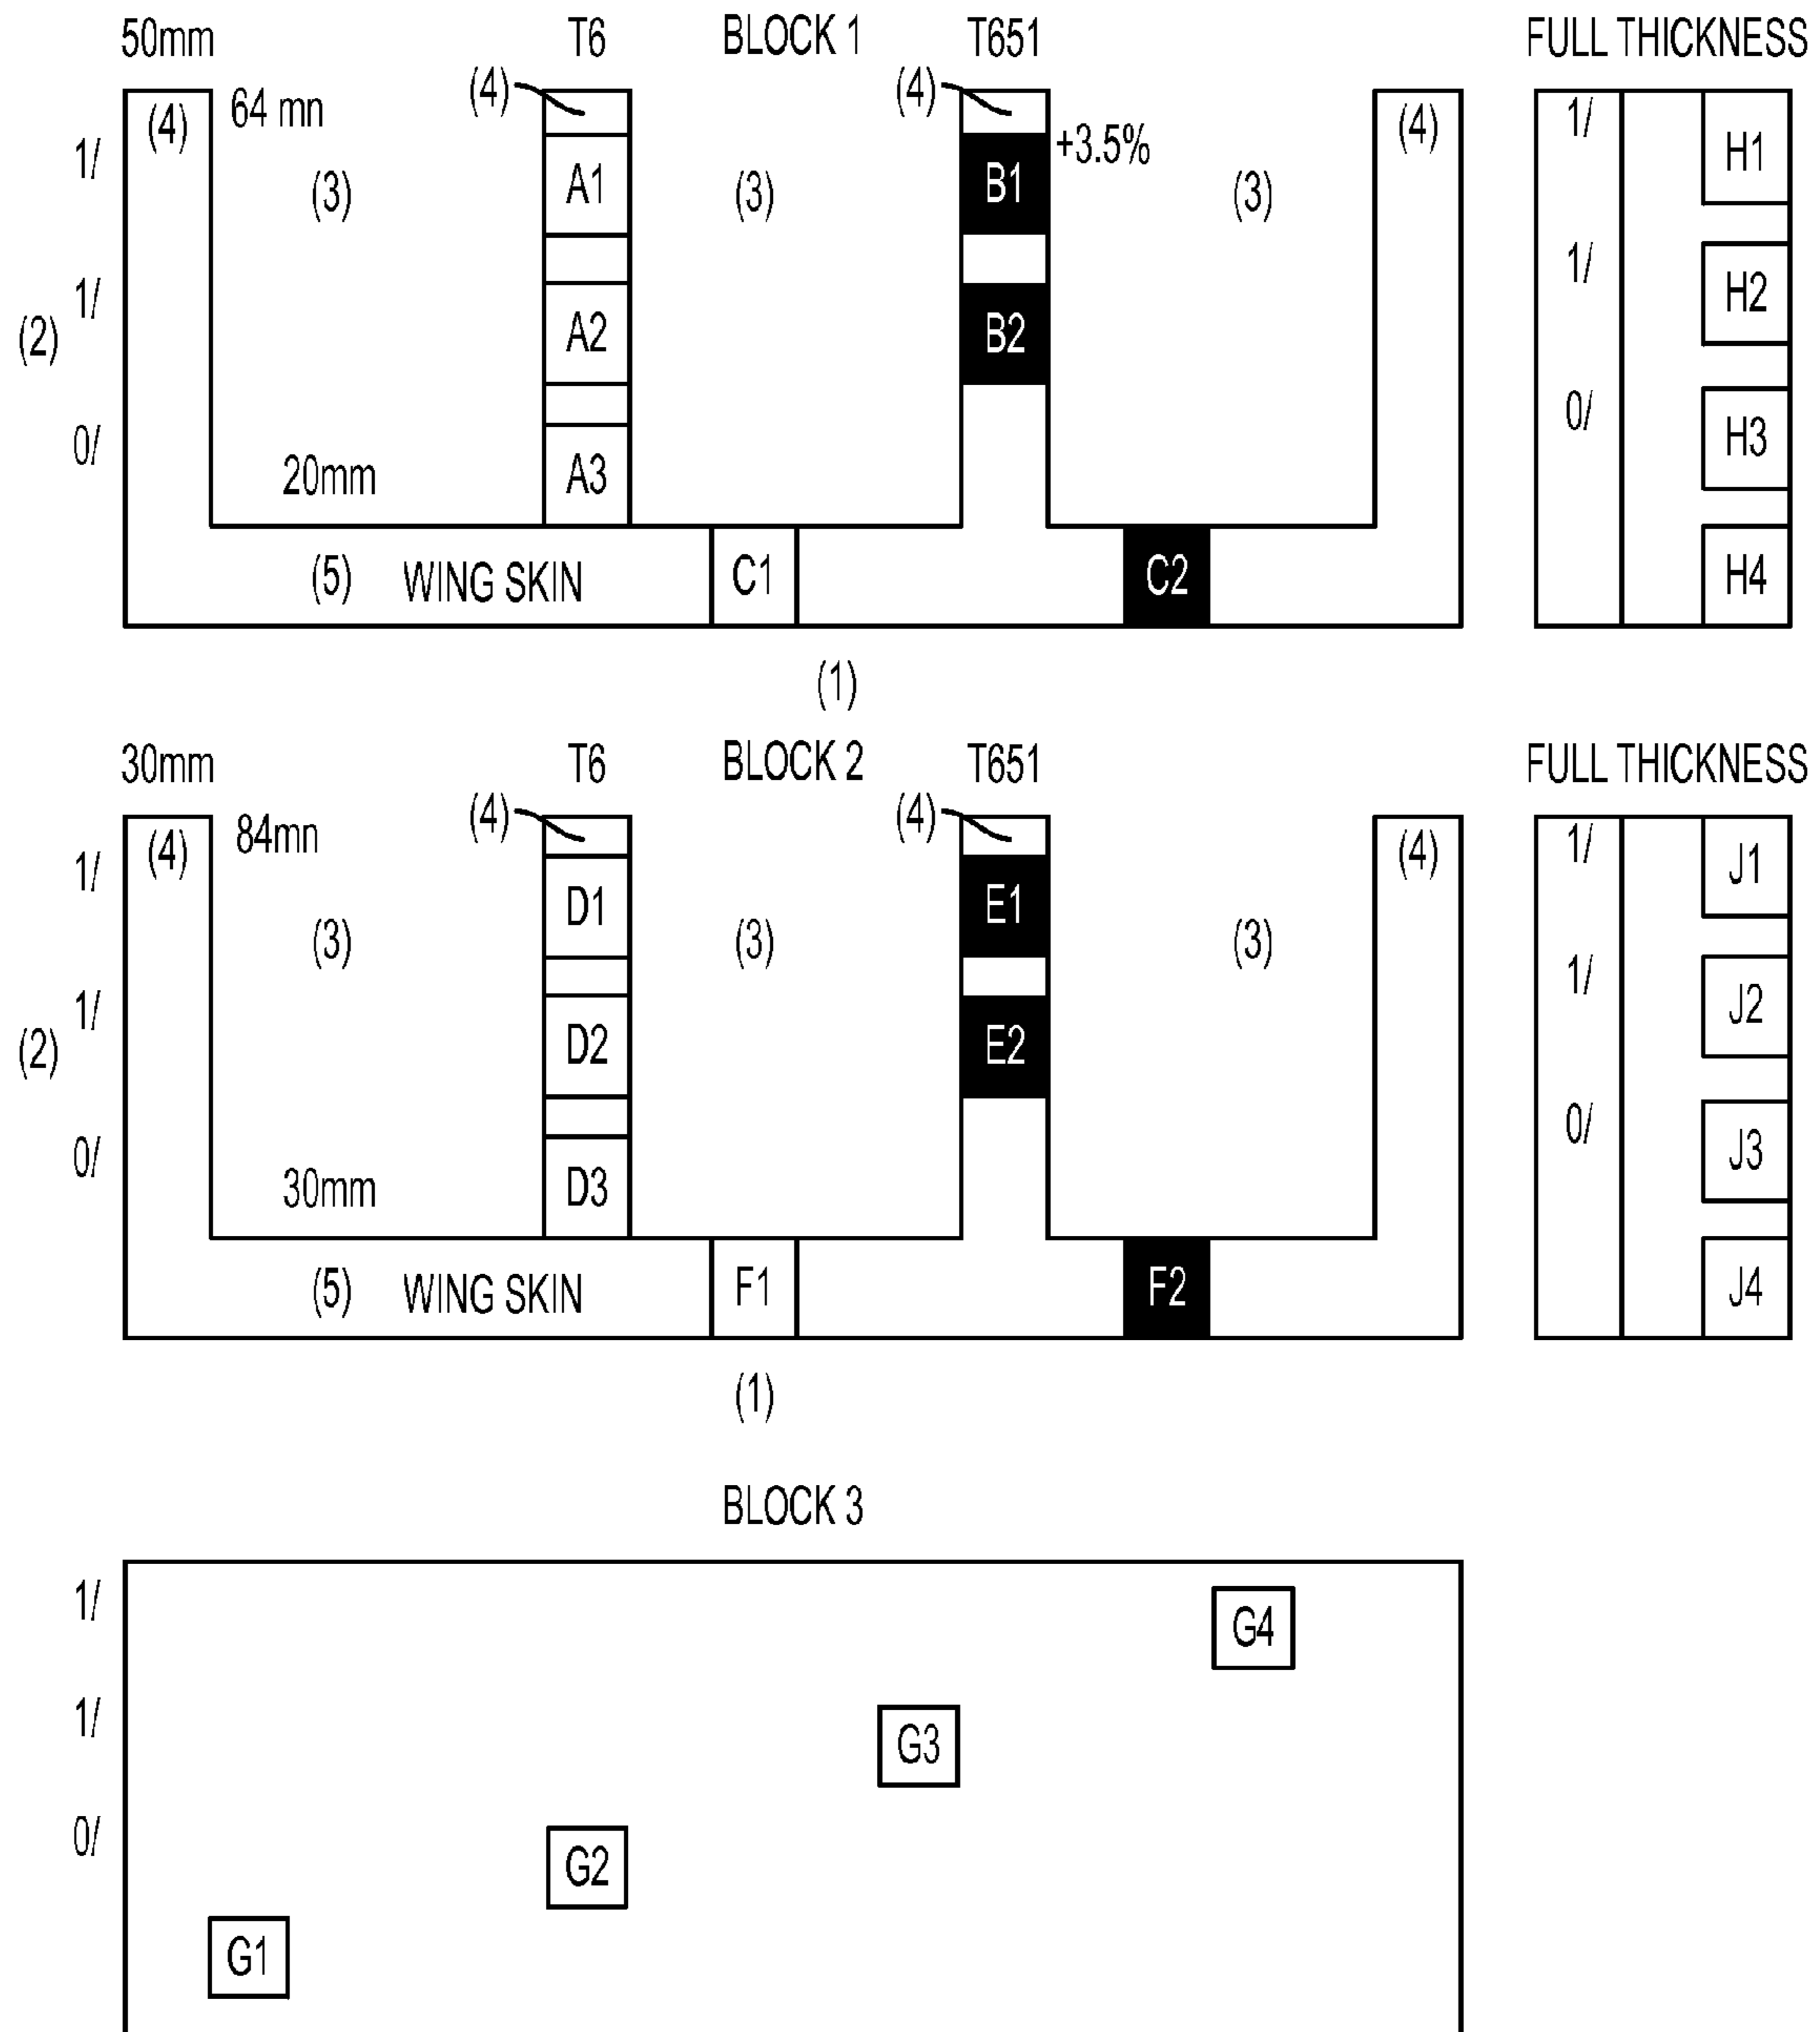 50mm T6 BLOCK 1 T651 FULL THICKNESS
(4) 64 mn (4) (4) (4) 1/ H1
1/ (3) A1 (3) B1 +3.5% (3)
1/ A2 B2 1/ H2
(2)
0/ 20mm A3 0/ H3
(5) WING SKIN C1 C2 H4
(1)
30mm T6 BLOCK 2 T651 FULL THICKNESS
(4) 84mn (4) (4) (4) 1/ J1
1/ (3) D1 (3) E1 (3)
1/ D2 E2 1/ J2
(2)
0/ 30mm D3 0/ J3
(5) WING SKIN F1 F2 J4
(1)
BLOCK 3
1/ G4
1/ G3
0/ G2
G1